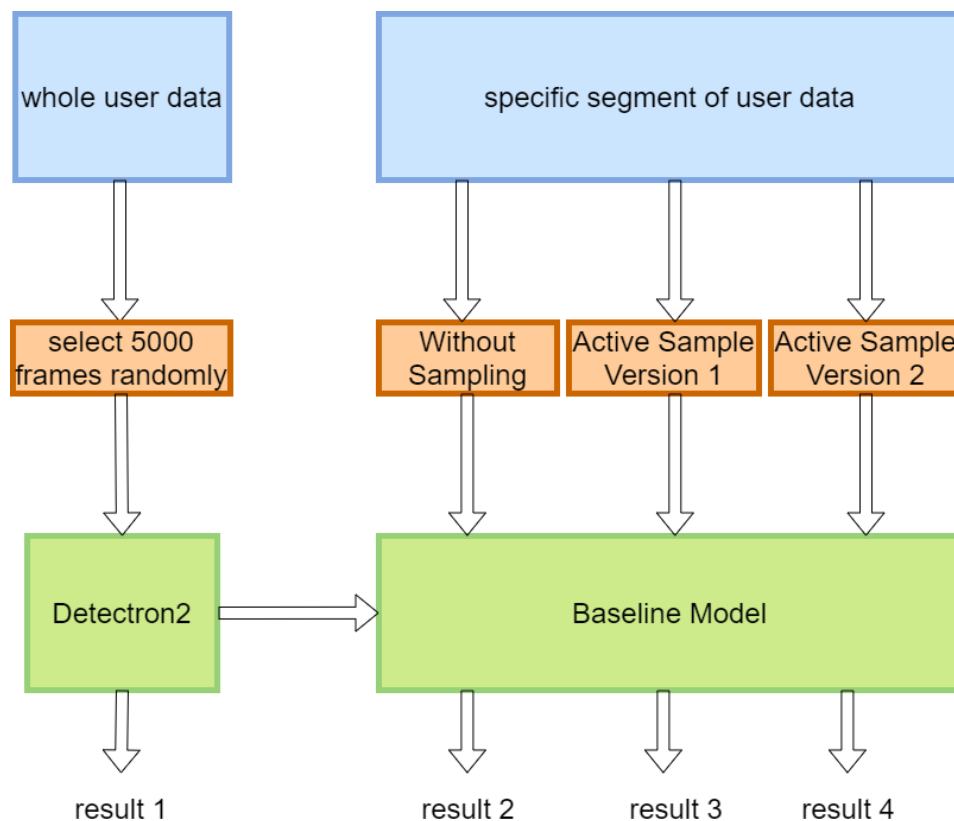 whole user data
specific segment of user data
select 5000
frames randomly
Without
Sampling
Active Sample
Version 1
Active Sample
Version 2
Detectron2
Baseline Model
result 1
result 2
result 3
result 4